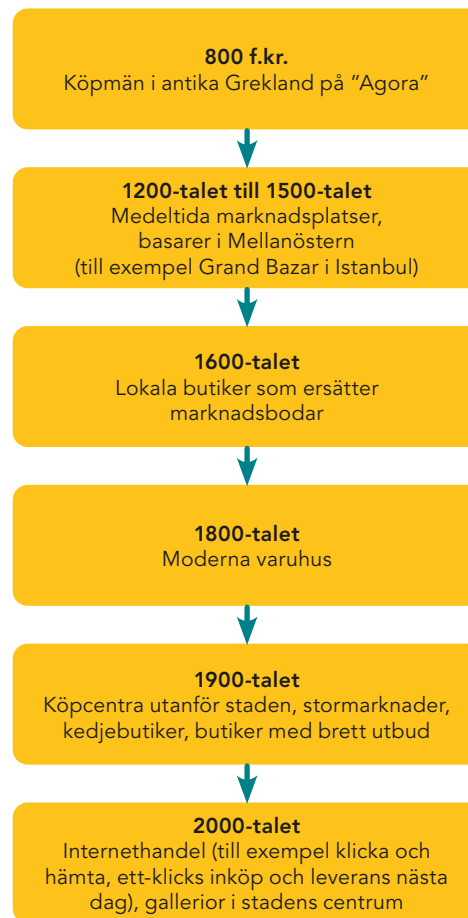 800 f.kr.
Köpmän i antika Grekland på ”Agora”
1200-talet till 1500-talet
Medeltida marknadsplatser,
basarer i Mellanöstern
(till exempel Grand Bazar i Istanbul)
1600-talet
Lokala butiker som ersätter
marknadsbodar
1800-talet
Moderna varuhus
1900-talet
Köpcentra utanför staden, stormarknader,
kedjebutiker, butiker med brett utbud
2000-talet
Internethandel (till exempel klicka och
hämta, ett-klicks inköp och leverans nästa
dag), gallerior i stadens centrum